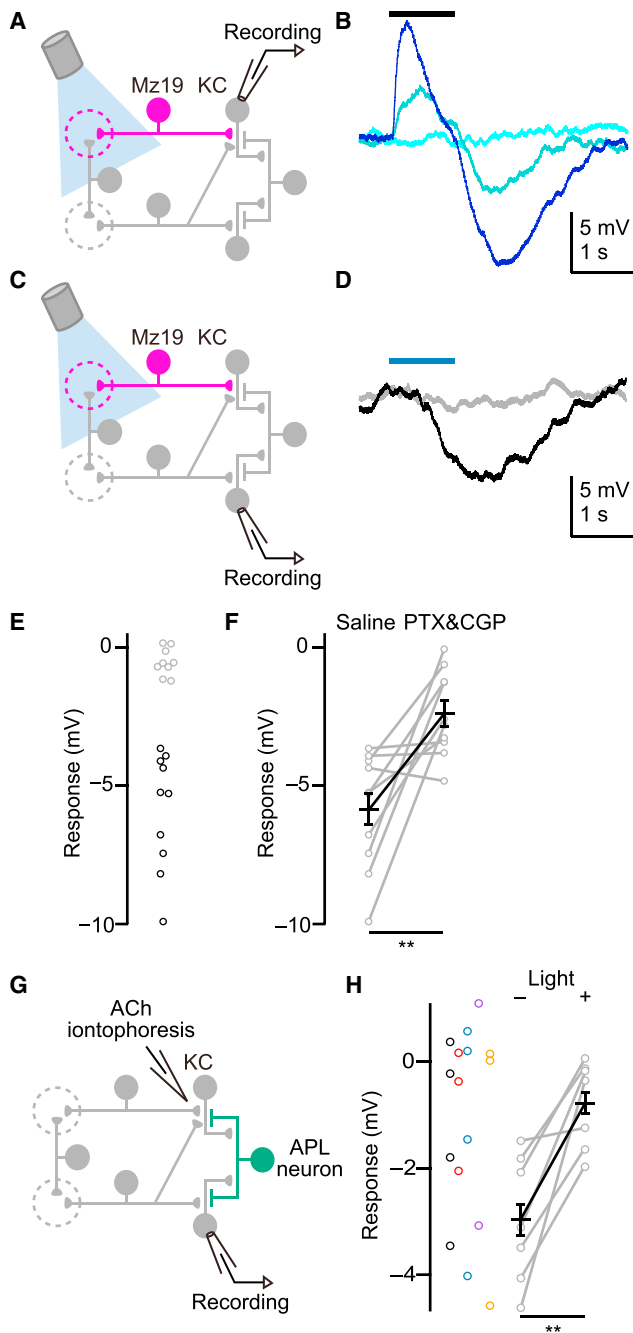 A
Recording
Mz19 KC
B
5 mV
1 s
C
Mz19 KC
Recording
D
5 mV
1 s
E
0
−5
−10
Response (mV)
F
Saline PTX&CGP
0
−5
−10
Response (mV)
**
G
ACh
iontophoresis
KC
APL
neuron
Recording
H
Light
− +
0
−2
−4
Response (mV)
**